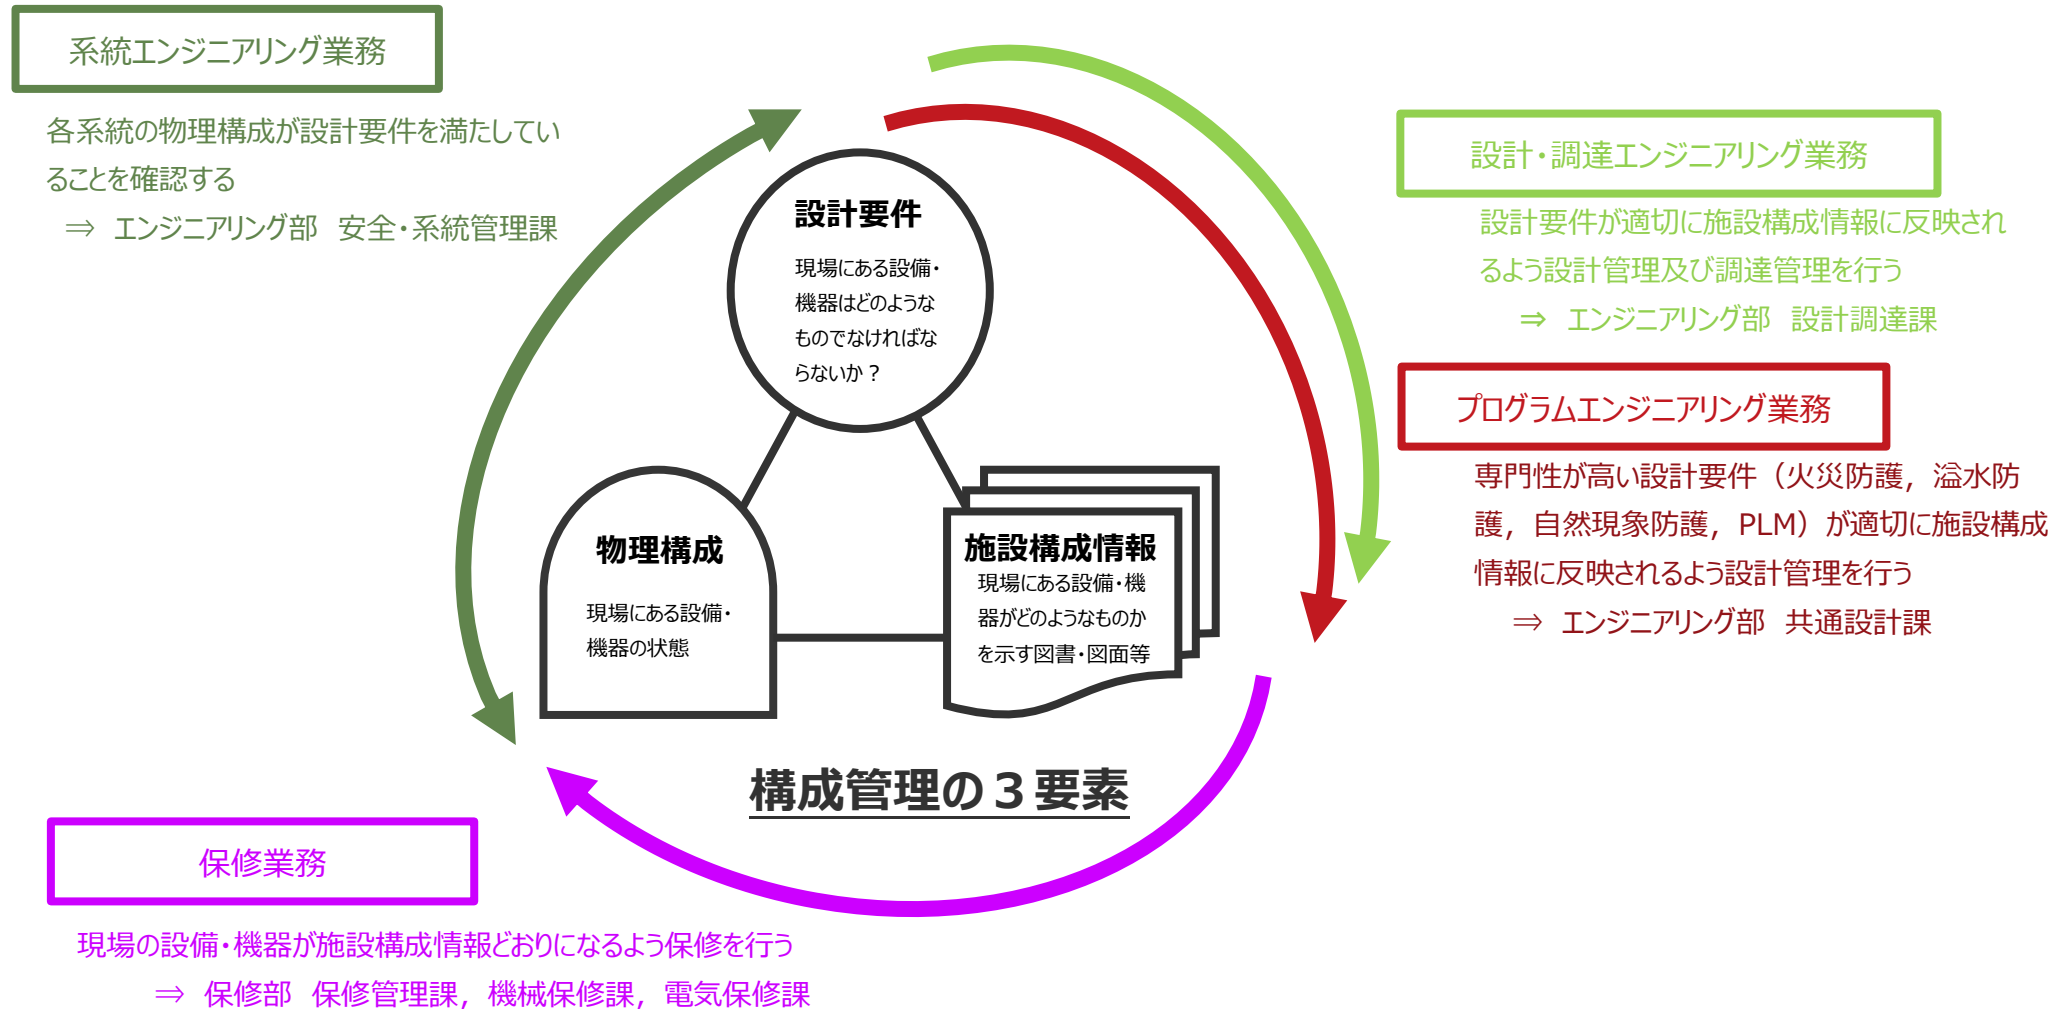 系統エンジニアリング業務
各系統の物理構成が設計要件を満たしてい
ることを確認する
⇒ エンジニアリング部 安全・系統管理課
設計・調達エンジニアリング業務
設計要件が適切に施設構成情報に反映され
るよう設計管理及び調達管理を行う
⇒ エンジニアリング部 設計調達課
プログラムエンジニアリング業務
専門性が高い設計要件（火災防護，溢水防
護，自然現象防護，PLM）が適切に施設構成
情報に反映されるよう設計管理を行う
⇒ エンジニアリング部 共通設計課
設計要件
現場にある設備・
機器はどのような
ものでなければな
らないか？
物理構成
現場にある設備・
機器の状態
施設構成情報
現場にある設備・機
器がどのようなものか
を示す図書・図面等
構成管理の３要素
保修業務
現場の設備・機器が施設構成情報どおりになるよう保修を行う
⇒ 保修部 保修管理課，機械保修課，電気保修課